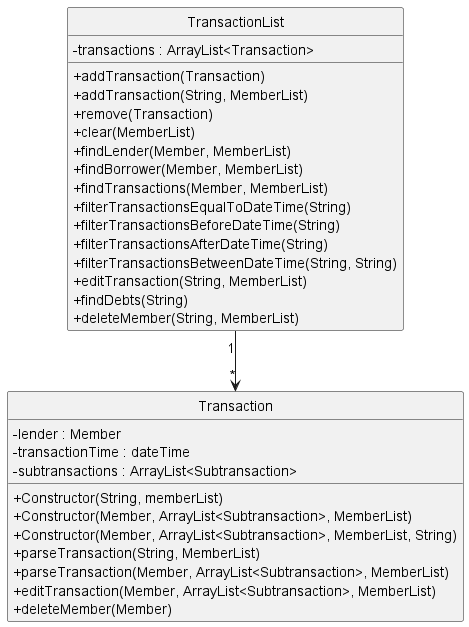 TransactionList
-transactions : ArrayList<Transaction>
+addTransaction(Transaction)
+addTransaction(String, MemberList)
+remove(Transaction)
+clear(MemberList)
+findLender(Member, MemberList)
+findBorrower(Member, MemberList)
+findTransactions(Member, MemberList)
+filterTransactionsEqualToDateTime(String)
+filterTransactionsBeforeDateTime(String)
+filterTransactionsAfterDateTime(String)
+filterTransactionsBetweenDateTime(String, String)
+editTransaction(String, MemberList)
+findDebts(String)
+deleteMember(String, MemberList)
1
*
Transaction
-lender : Member
-transactionTime : dateTime
-subtransactions : ArrayList<Subtransaction>
+Constructor(String, memberList)
+Constructor(Member, ArrayList<Subtransaction>, MemberList)
+Constructor(Member, ArrayList<Subtransaction>, MemberList, String)
+parseTransaction(String, MemberList)
+parseTransaction(Member, ArrayList<Subtransaction>, MemberList)
+editTransaction(Member, ArrayList<Subtransaction>, MemberList)
+deleteMember(Member)